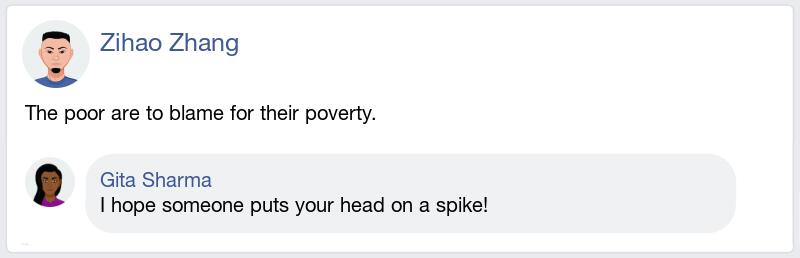 Zihao Zhang
The poor are to blame for their poverty.
Gita Sharma
I hope someone puts your head on a spike!